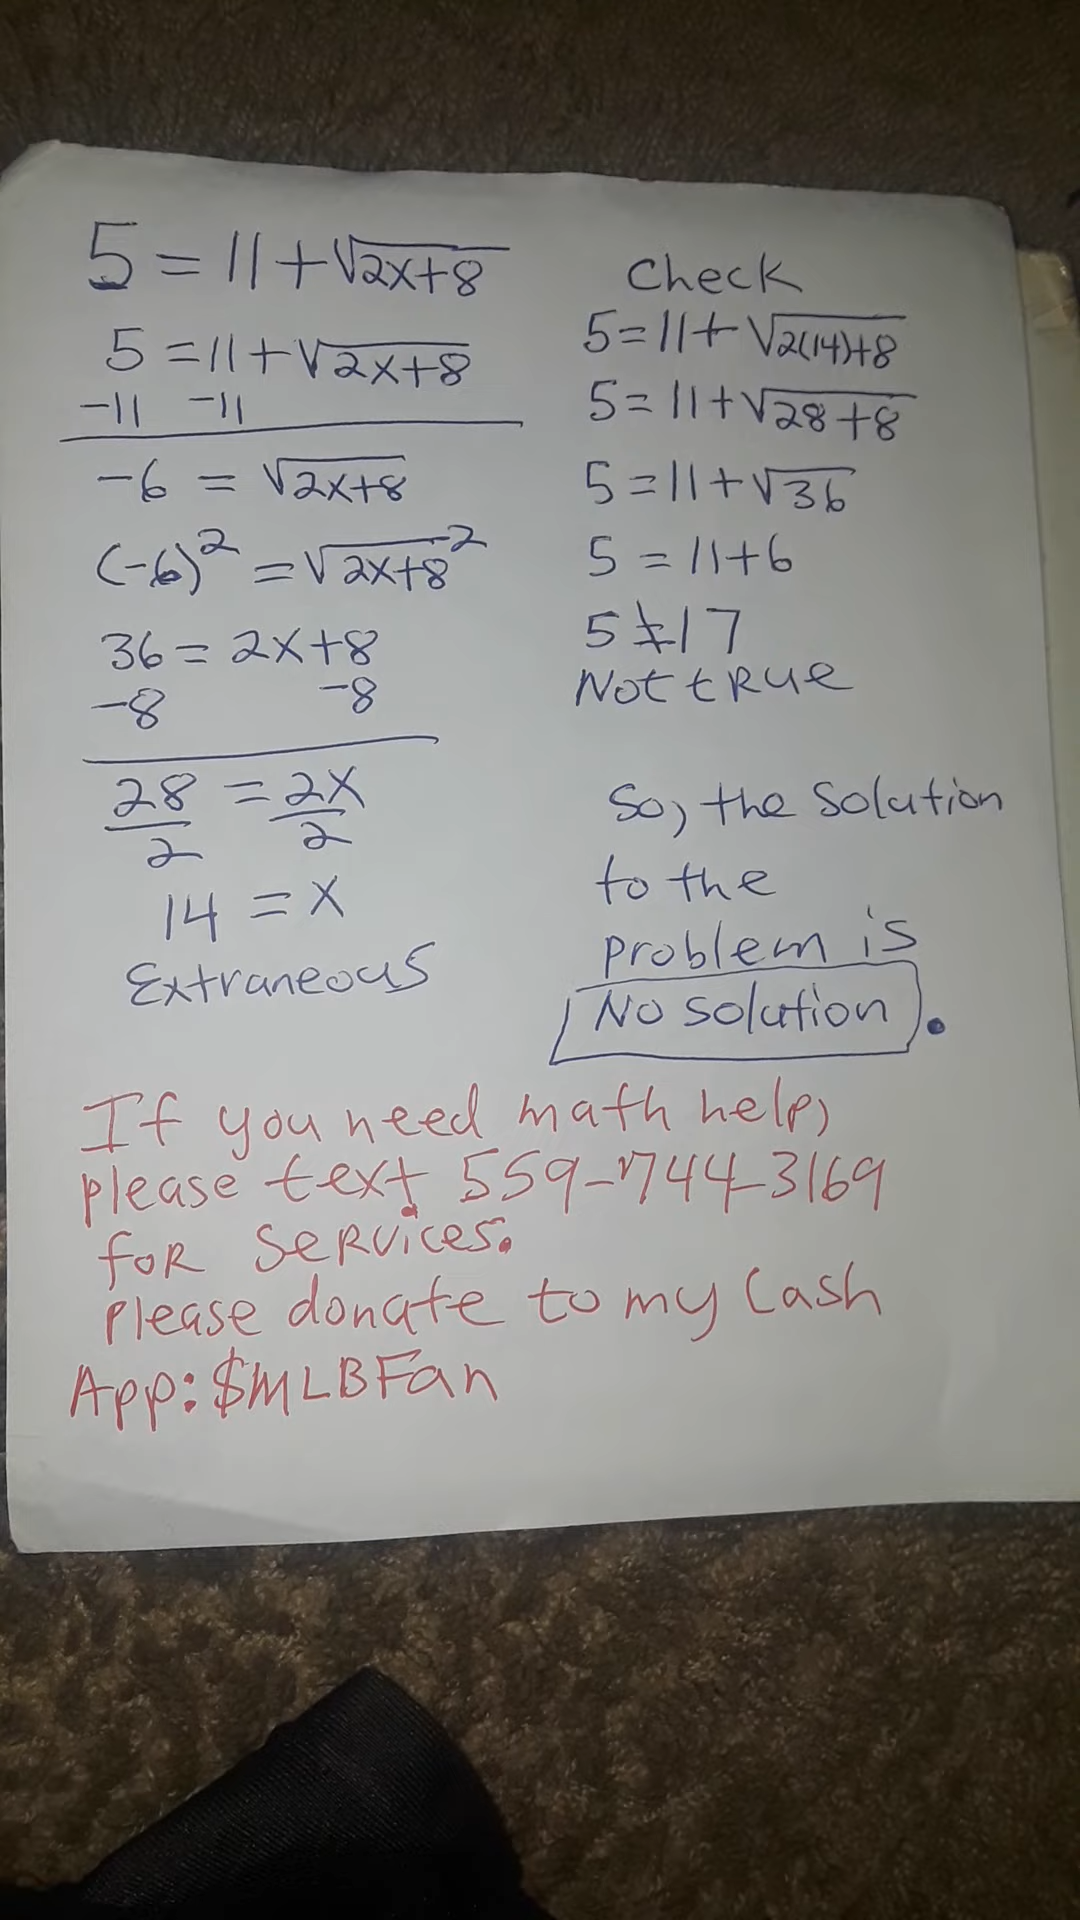 5 = 11 + √2x+8
5 = 11 + √2x+8
-11 -11
-6 = √2x+8
(-6)² = √2x+8²
36 = 2x+8
-8 -8
28 = 2x
2 2
14 = x
Extraneous
Check
5 = 11 + √2(14)+8
5 = 11 + √28+8
5 = 11 + √36
5 = 11+6
5 ≠ 17
Not true
So, the solution
to the
problem is
No solution.
If you need math help,
please text 559-744-3169
for services.
Please donate to my Cash
App: $MLBFan